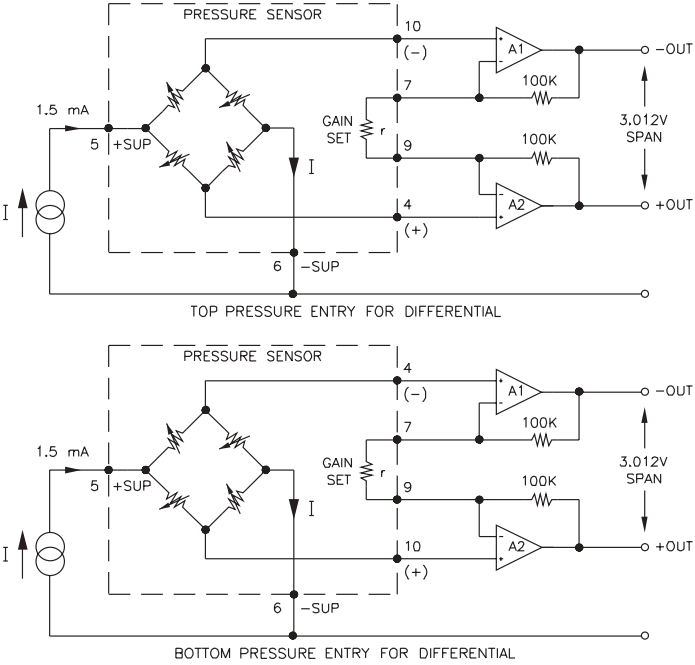 PRESSURE SENSOR
10
(-)
A1
-OUT
7
100K
1.5 mA
GAIN
SET
r
3.012V
SPAN
5
+SUP
I
9
100K
I
4
(+)
A2
+OUT
6
-SUP
TOP PRESSURE ENTRY FOR DIFFERENTIAL
PRESSURE SENSOR
4
(-)
A1
-OUT
7
100K
1.5 mA
GAIN
SET
r
3.012V
SPAN
5
+SUP
I
9
100K
I
10
(+)
A2
+OUT
6
-SUP
BOTTOM PRESSURE ENTRY FOR DIFFERENTIAL